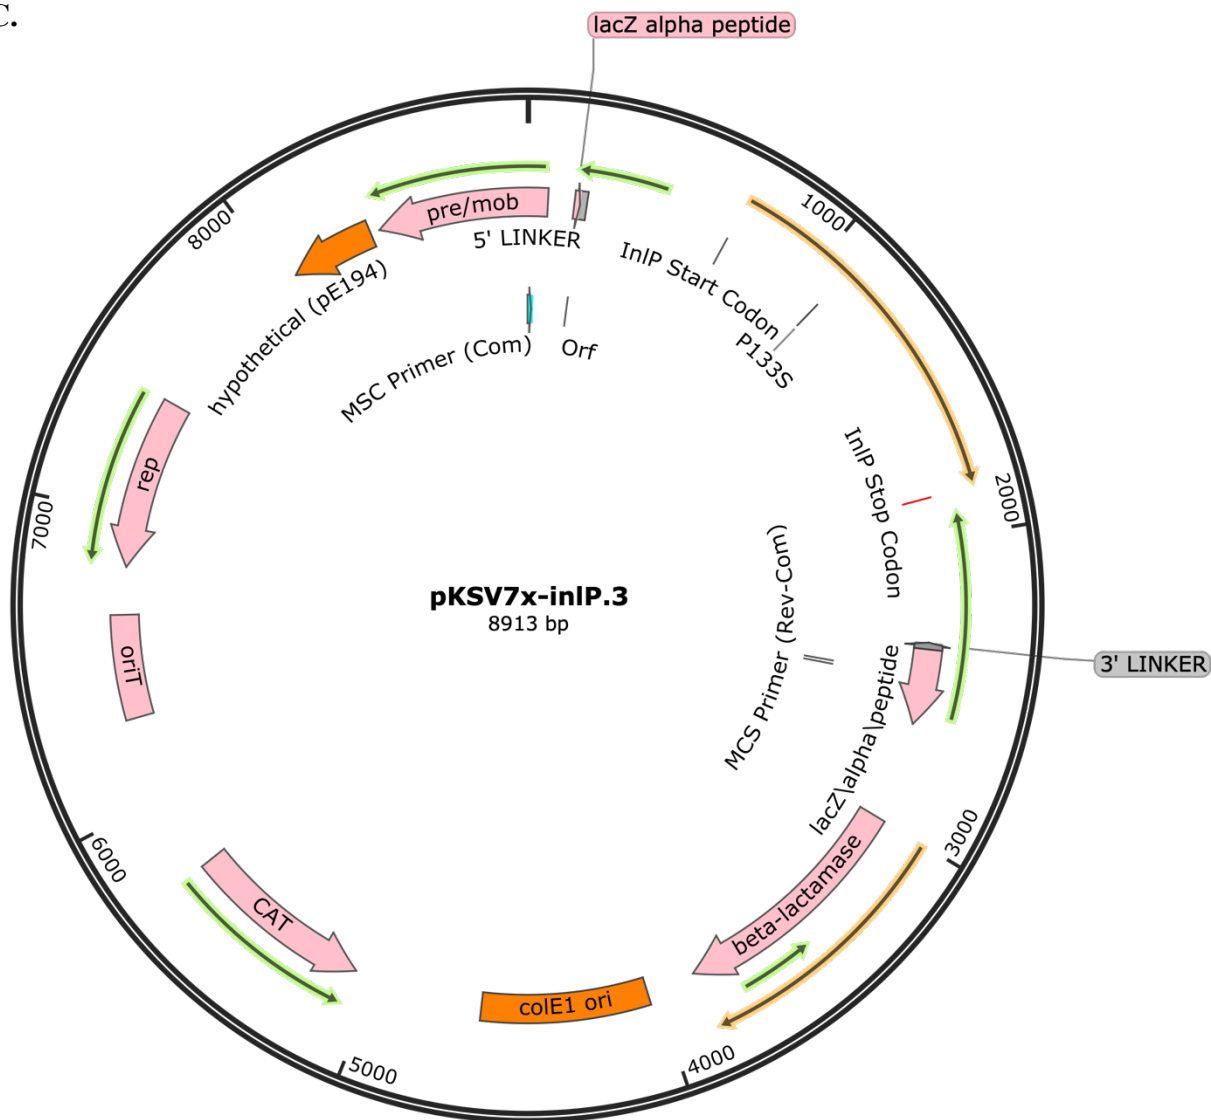 C.
lacZ alpha peptide
1000
8000
pre/mob
5' LINKER
InlP Start Codon
hypothetical (pE194)
MSC Primer (Com)
Orf
P133S
rep
InlP Stop Codon
2000
7000
MCS Primer (Rev-Com)
pKSV7x-inlP.3
8913 bp
oriT
3' LINKER
lacZ\alpha\peptide
3000
6000
beta-lactamase
CAT
colE1 ori
4000
5000